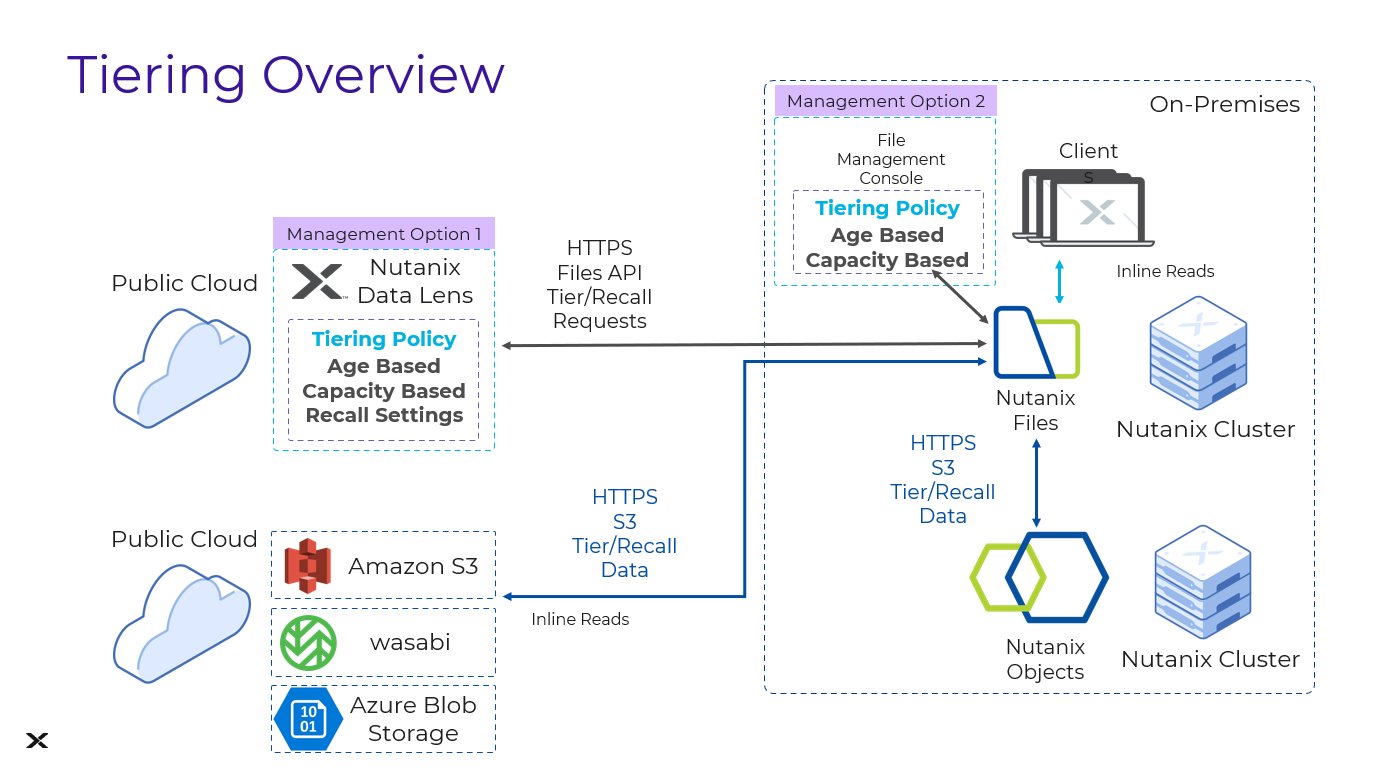 Tiering Overview
Management Option 2
On-Premises
File
Management
Console
Tiering Policy
Age Based
Capacity Based
Client
s
Inline Reads
Management Option 1
Nutanix
Data Lens
Tiering Policy
Age Based
Capacity Based
Recall Settings
Public Cloud
HTTPS
Files API
Tier/Recall
Requests
Nutanix
Files
Nutanix Cluster
HTTPS
S3
Tier/Recall
Data
HTTPS
S3
Tier/Recall
Data
Inline Reads
Public Cloud
Amazon S3
wasabi
10
01
Azure Blob
Storage
Nutanix
Objects
Nutanix Cluster